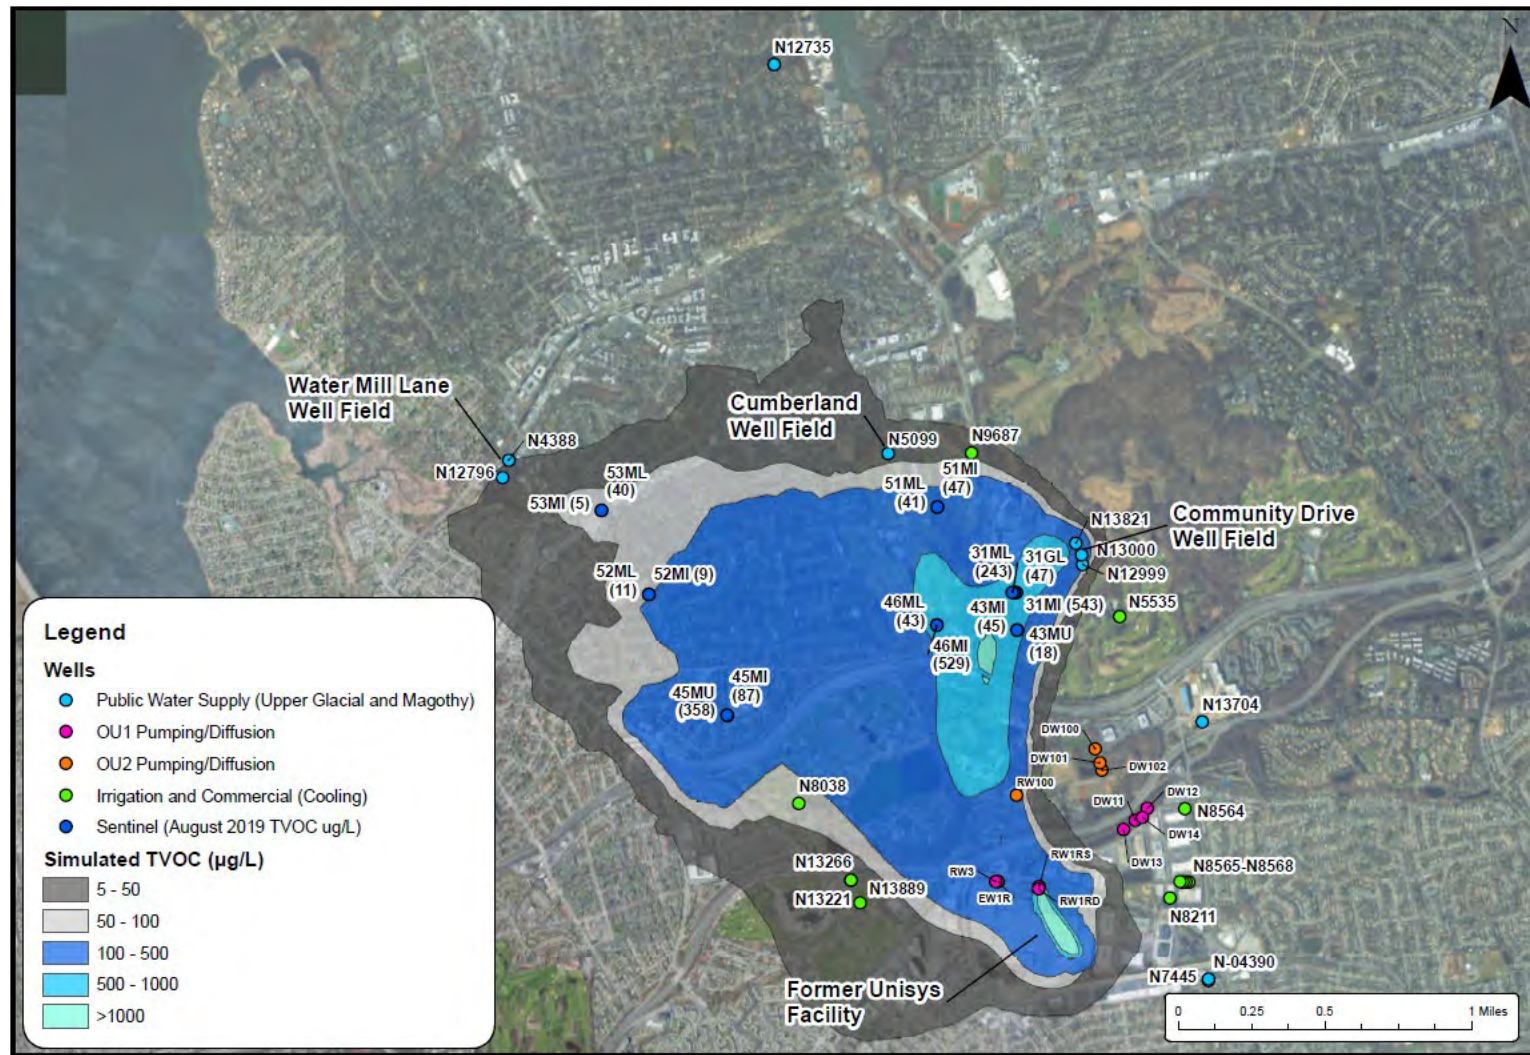 N
N12735
Water Mill Lane
Well Field
N4388
N12796
Cumberland
Well Field
N5099
N9687
53ML
(40)
53MI (5)
51ML
(41)
51MI
(47)
N13821
Community Drive
Well Field
N13000
N12999
52ML
(11)
52MI (9)
31ML
(243)
31GL
(47)
31MI (543)
N5535
46ML
(43)
46MI
(529)
43MI
(45)
43MU
(18)
45MU
(358)
45MI
(87)
N13704
DW100
DW101
DW102
RW100
N8038
DW11
DW12
DW14
DW13
N8564
N13266
N13221
N13889
RW3
EW1R
RW1RS
RW1RD
N8565-N8568
N8211
N7445
N-04390
Former Unisys
Facility
Legend
Wells
Public Water Supply (Upper Glacial and Magothy)
OU1 Pumping/Diffusion
OU2 Pumping/Diffusion
Irrigation and Commercial (Cooling)
Sentinel (August 2019 TVOC ug/L)
Simulated TVOC (µg/L)
5 - 50
50 - 100
100 - 500
500 - 1000
>1000
0 0.25 0.5 1 Miles